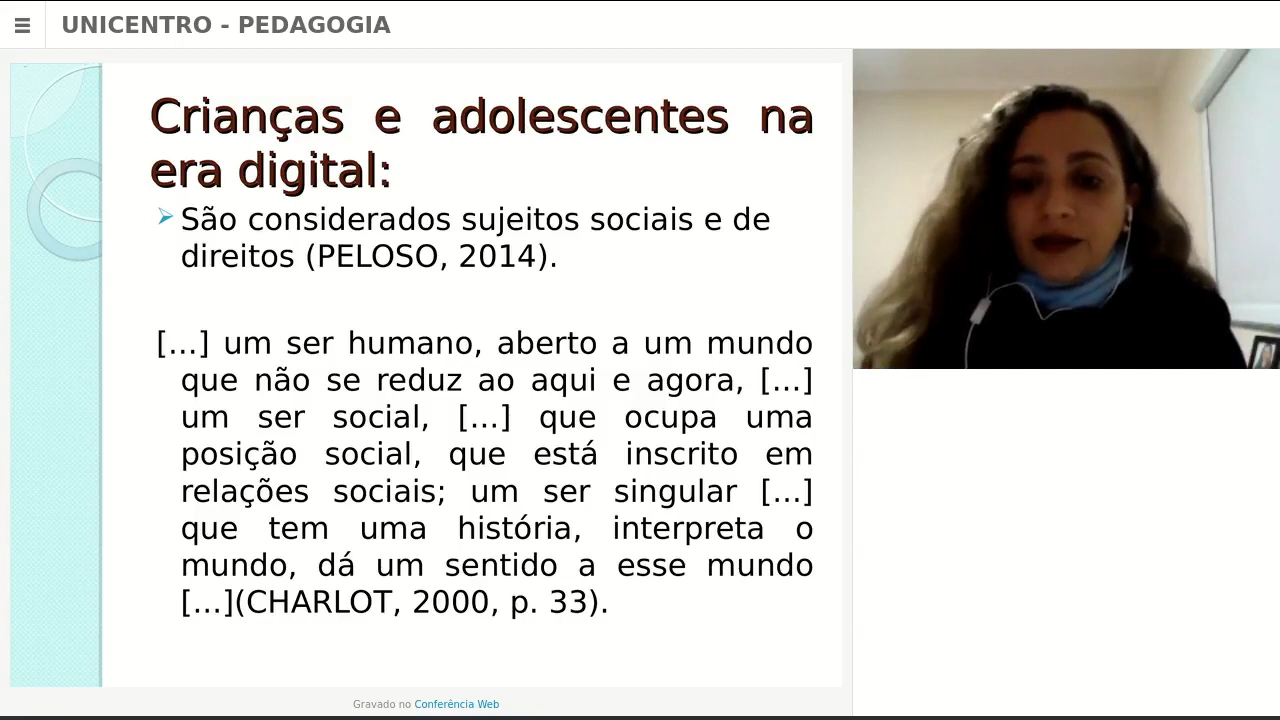 UNICENTRO - PEDAGOGIA
Crianças e adolescentes na
era digital:
São considerados sujeitos sociais e de
direitos (PELOSO, 2014).
[...] um ser humano, aberto a um mundo
que não se reduz ao aqui e agora, [...]
um ser social, [...] que ocupa uma
posição social, que está inscrito em
relações sociais; um ser singular [...]
que tem uma história, interpreta o
mundo, dá um sentido a esse mundo
[...](CHARLOT, 2000, p. 33).
Gravado no Conferência Web